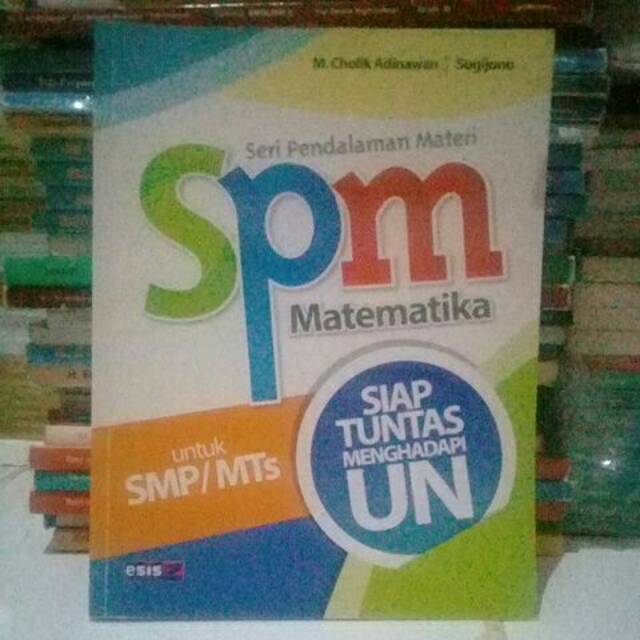 M. Cholik Adinawan | Sugijono
Seri Pendalaman Materi
Spm
Matematika
SIAP
TUNTAS
MENGHADAPI
UN
untuk
SMP/MTs
esis